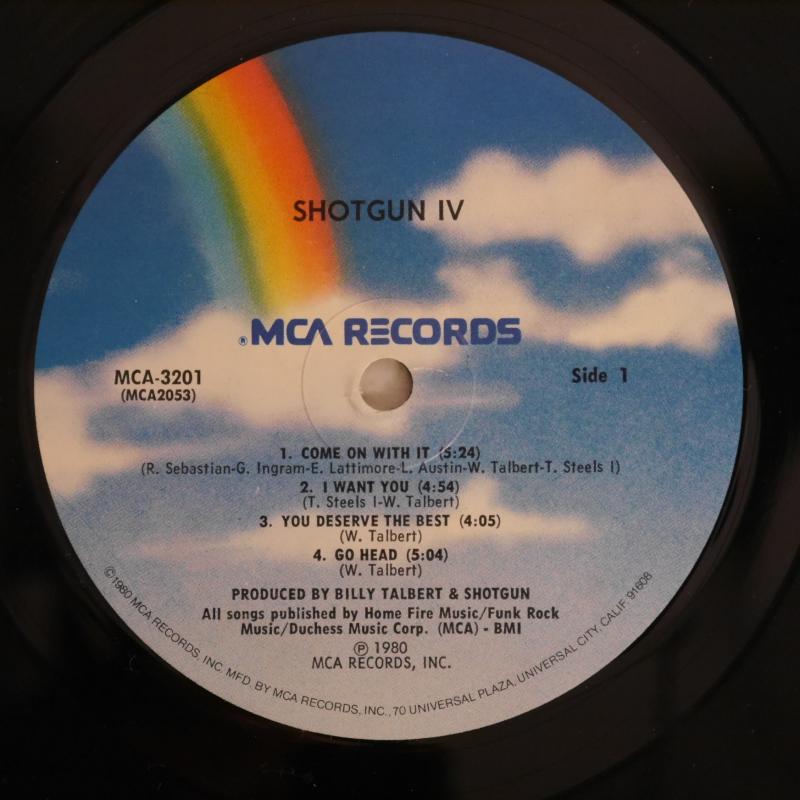 SHOTGUN IV
®MCA RECORDS
MCA-3201
(MCA2053)
Side 1
1. COME ON WITH IT (5:24)
(R. Sebastian-G. Ingram-E. Lattimore-L. Austin-W. Talbert-T. Steels I)
2. I WANT YOU (4:54)
(T. Steels I-W. Talbert)
3. YOU DESERVE THE BEST (4:05)
(W. Talbert)
4. GO HEAD (5:04)
(W. Talbert)
PRODUCED BY BILLY TALBERT & SHOTGUN
All songs published by Home Fire Music/Funk Rock
Music/Duchess Music Corp. (MCA) - BMI
℗ 1980
MCA RECORDS, INC.
©1980 MCA RECORDS, INC. MFD. BY MCA RECORDS, INC., 70 UNIVERSAL PLAZA, UNIVERSAL CITY, CALIF. 91608